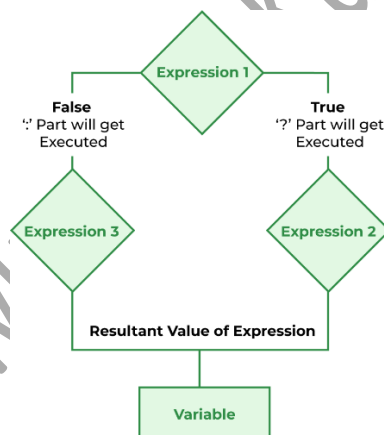 Expression 1
False
':' Part will get
Executed
True
'?' Part will get
Executed
Expression 3
Expression 2
Resultant Value of Expression
Variable